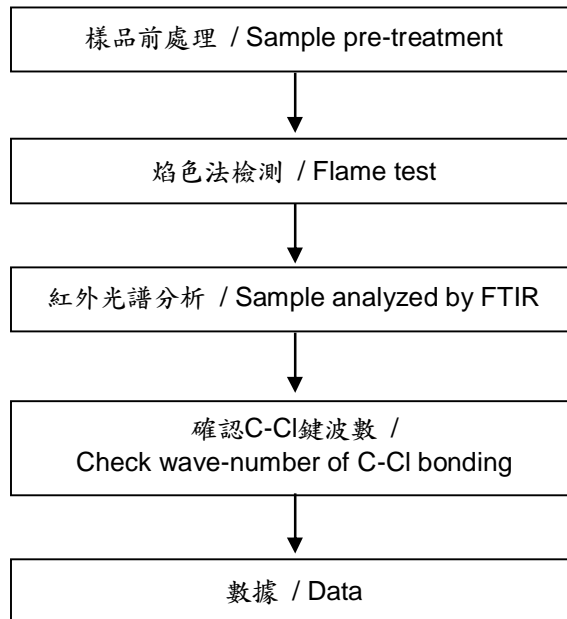 樣品前處理 / Sample pre-treatment
焰色法檢測 / Flame test
紅外光譜分析 / Sample analyzed by FTIR
確認C-Cl鍵波數 /
Check wave-number of C-Cl bonding
數據 / Data